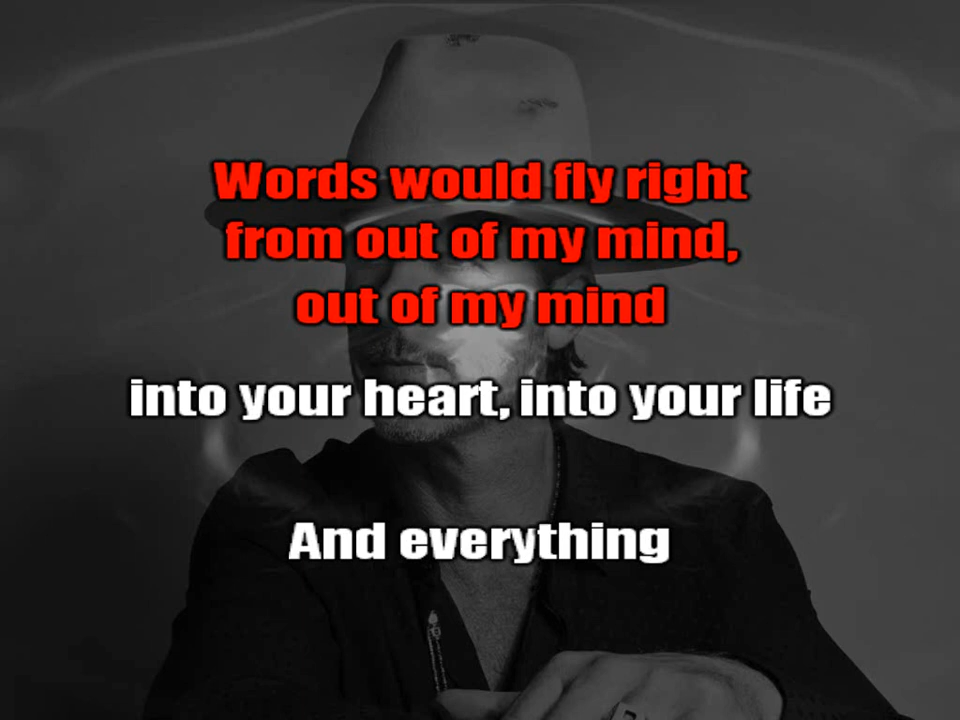 Words would fly right
from out of my mind,
out of my mind
into your heart, into your life
And everything